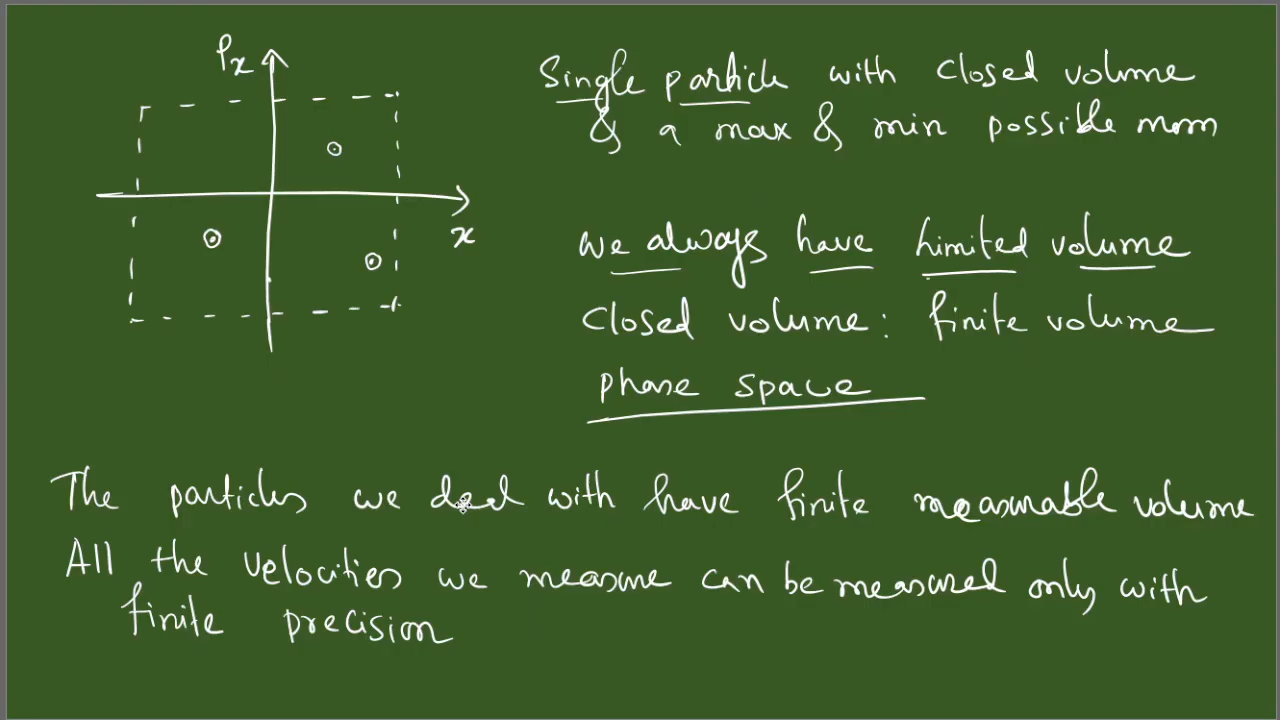 Px
x
Single particle with closed volume
& a max & min possible mom
we always have limited volume
closed volume: finite volume
phase space
The particles we deal with have finite measurable volume
All the velocities we measure can be measured only with
finite precision